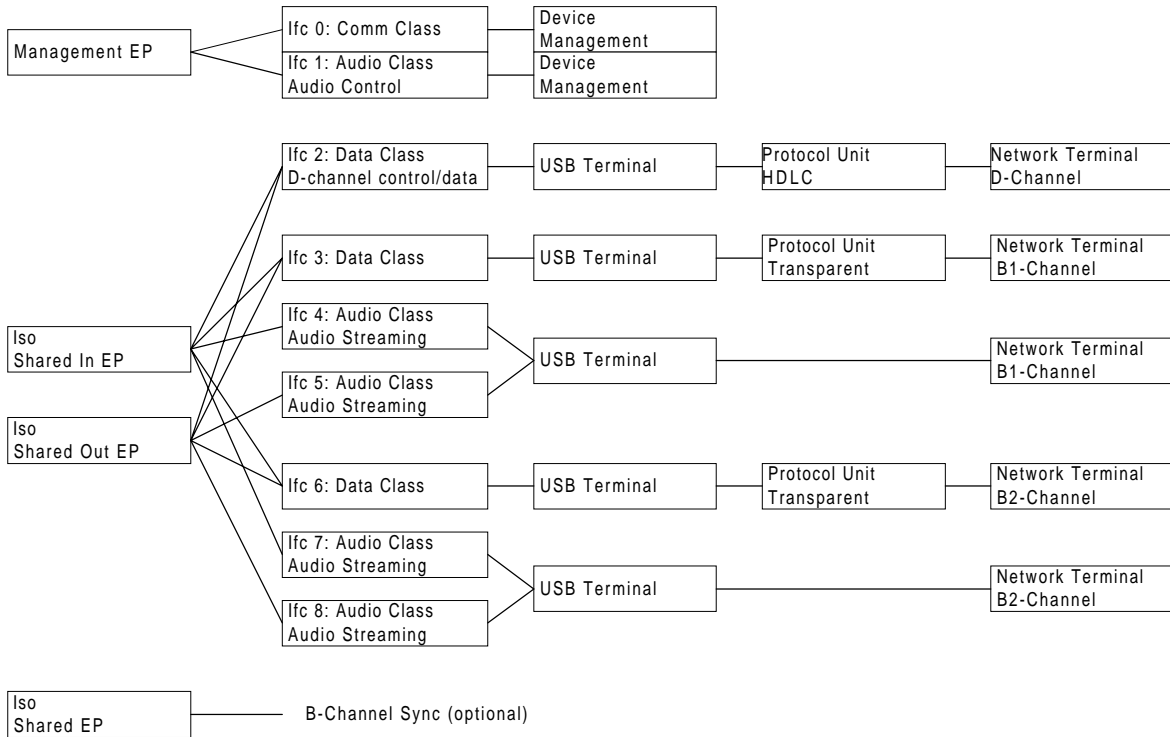 Management EP
Ifc 0: Comm Class
Device
Management
Ifc 1: Audio Class
Audio Control
Device
Management
Ifc 2: Data Class
D-channel control/data
USB Terminal
Protocol Unit
HDLC
Network Terminal
D-Channel
Ifc 3: Data Class
USB Terminal
Protocol Unit
Transparent
Network Terminal
B1-Channel
Iso
Shared In EP
Ifc 4: Audio Class
Audio Streaming
USB Terminal
Network Terminal
B1-Channel
Ifc 5: Audio Class
Audio Streaming
Iso
Shared Out EP
Ifc 6: Data Class
USB Terminal
Protocol Unit
Transparent
Network Terminal
B2-Channel
Ifc 7: Audio Class
Audio Streaming
USB Terminal
Network Terminal
B2-Channel
Ifc 8: Audio Class
Audio Streaming
Iso
Shared EP
B-Channel Sync (optional)